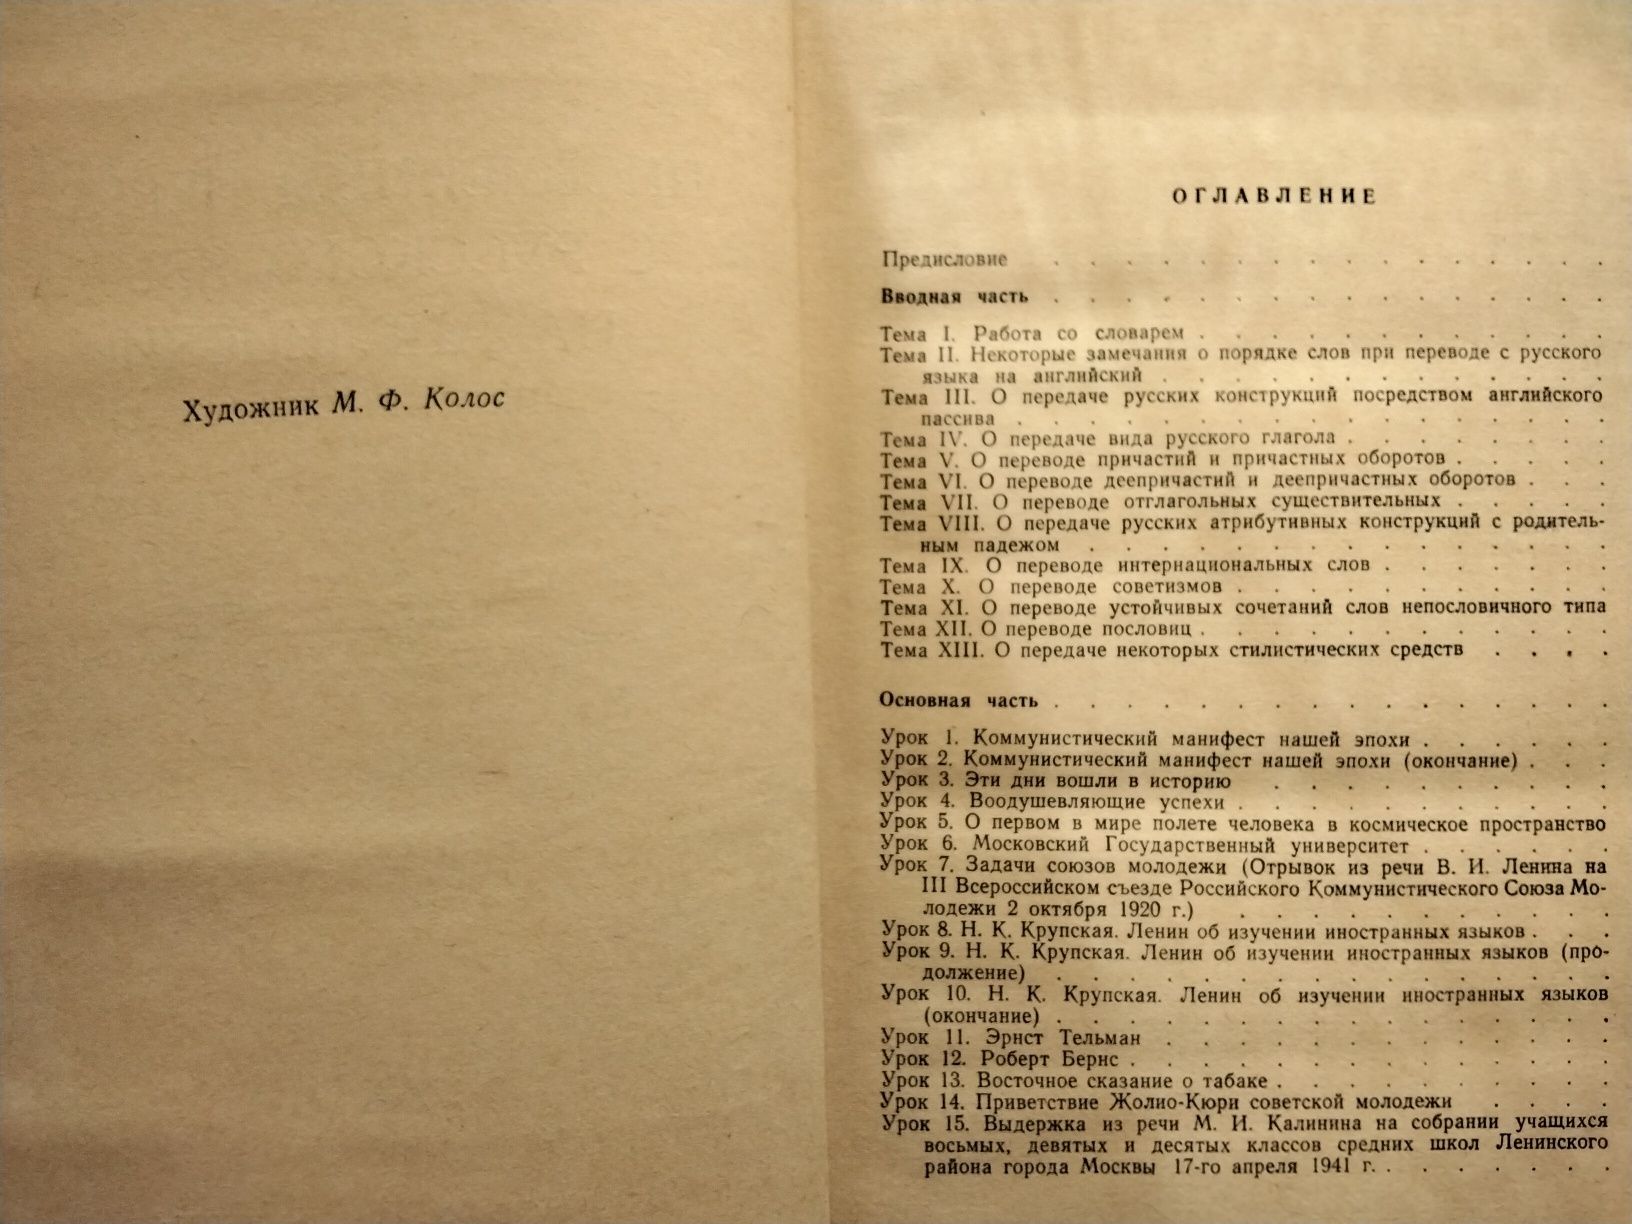 Художник М. Ф. Колос
ОГЛАВЛЕНИЕ
Предисловие . . . . . . . . . . . . . . . .
Вводная часть . . . . . . . . . . . . . . . .
Тема I. Работа со словарем . . . . . . . . . . . .
Тема II. Некоторые замечания о порядке слов при переводе с русского
языка на английский . . . . . . . . . . . . .
Тема III. О передаче русских конструкций посредством английского
пассива . . . . . . . . . . . . . . . . .
Тема IV. О передаче вида русского глагола . . . . . . . .
Тема V. О переводе причастий и причастных оборотов . . . . .
Тема VI. О переводе деепричастий и деепричастных оборотов . . .
Тема VII. О переводе отглагольных существительных . . . . .
Тема VIII. О передаче русских атрибутивных конструкций с родитель-
ным падежом . . . . . . . . . . . . . . .
Тема IX. О переводе интернациональных слов . . . . . . .
Тема X. О переводе советизмов . . . . . . . . . . .
Тема XI. О переводе устойчивых сочетаний слов непословичного типа
Тема XII. О переводе пословиц . . . . . . . . . . . .
Тема XIII. О передаче некоторых стилистических средств . . . .
Основная часть . . . . . . . . . . . . . . . .
Урок 1. Коммунистический манифест нашей эпохи . . . . . .
Урок 2. Коммунистический манифест нашей эпохи (окончание) . . .
Урок 3. Эти дни вошли в историю . . . . . . . . . .
Урок 4. Воодушевляющие успехи . . . . . . . . . . .
Урок 5. О первом в мире полете человека в космическое пространство
Урок 6. Московский Государственный университет . . . . . .
Урок 7. Задачи союзов молодежи (Отрывок из речи В. И. Ленина на
III Всероссийском съезде Российского Коммунистического Союза Мо-
лодежи 2 октября 1920 г.) . . . . . . . . . . .
Урок 8. Н. К. Крупская. Ленин об изучении иностранных языков . . .
Урок 9. Н. К. Крупская. Ленин об изучении иностранных языков (про-
должение) . . . . . . . . . . . . . . . .
Урок 10. Н. К. Крупская. Ленин об изучении иностранных языков
(окончание) . . . . . . . . . . . . . . . .
Урок 11. Эрнст Тельман . . . . . . . . . . . . .
Урок 12. Роберт Бернс . . . . . . . . . . . . . .
Урок 13. Восточное сказание о табаке . . . . . . . . . .
Урок 14. Приветствие Жолио-Кюри советской молодежи . . . .
Урок 15. Выдержка из речи М. И. Калинина на собрании учащихся
восьмых, девятых и десятых классов средних школ Ленинского
района города Москвы 17-го апреля 1941 г. . . . . . . .